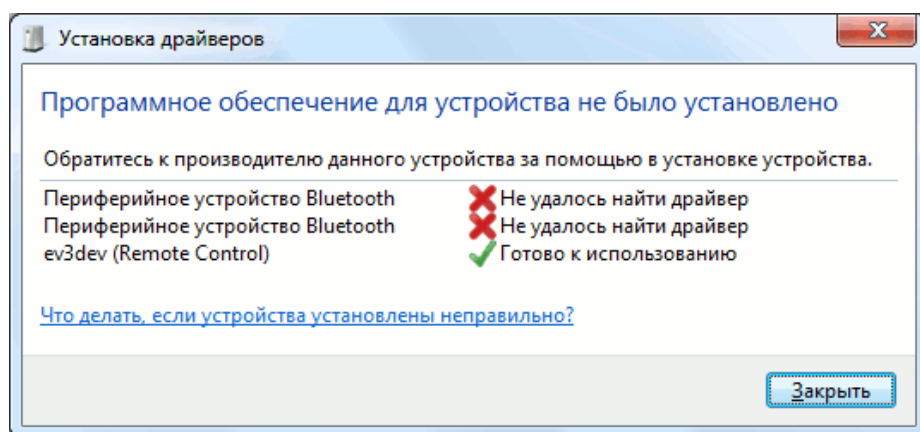 Установка драйверов
Программное обеспечение для устройства не было установлено
Обратитесь к производителю данного устройства за помощью в установке устройства.
Периферийное устройство Bluetooth Не удалось найти драйвер
Периферийное устройство Bluetooth Не удалось найти драйвер
ev3dev (Remote Control) Готово к использованию
Что делать, если устройства установлены неправильно?
Закрыть